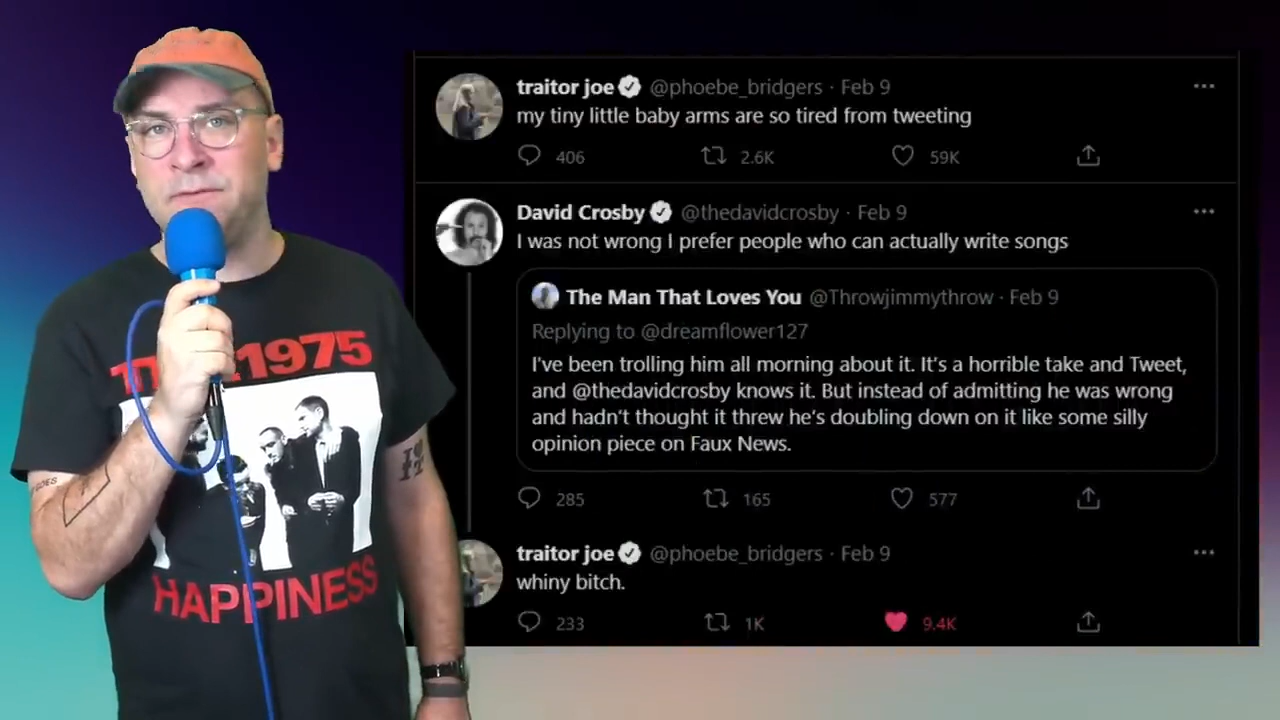 traitor joe @phoebe_bridgers · Feb 9
my tiny little baby arms are so tired from tweeting
406 2.6K 59K
David Crosby @thedavidcrosby · Feb 9
I was not wrong I prefer people who can actually write songs
The Man That Loves You @Throwjimmythrow · Feb 9
Replying to @dreamflower127
I've been trolling him all morning about it. It's a horrible take and Tweet,
and @thedavidcrosby knows it. But instead of admitting he was wrong
and hadn't thought it threw he's doubling down on it like some silly
opinion piece on Faux News.
285 165 577
traitor joe @phoebe_bridgers · Feb 9
whiny bitch.
233 1K 9.4K
1975
HAPPINESS
GOES